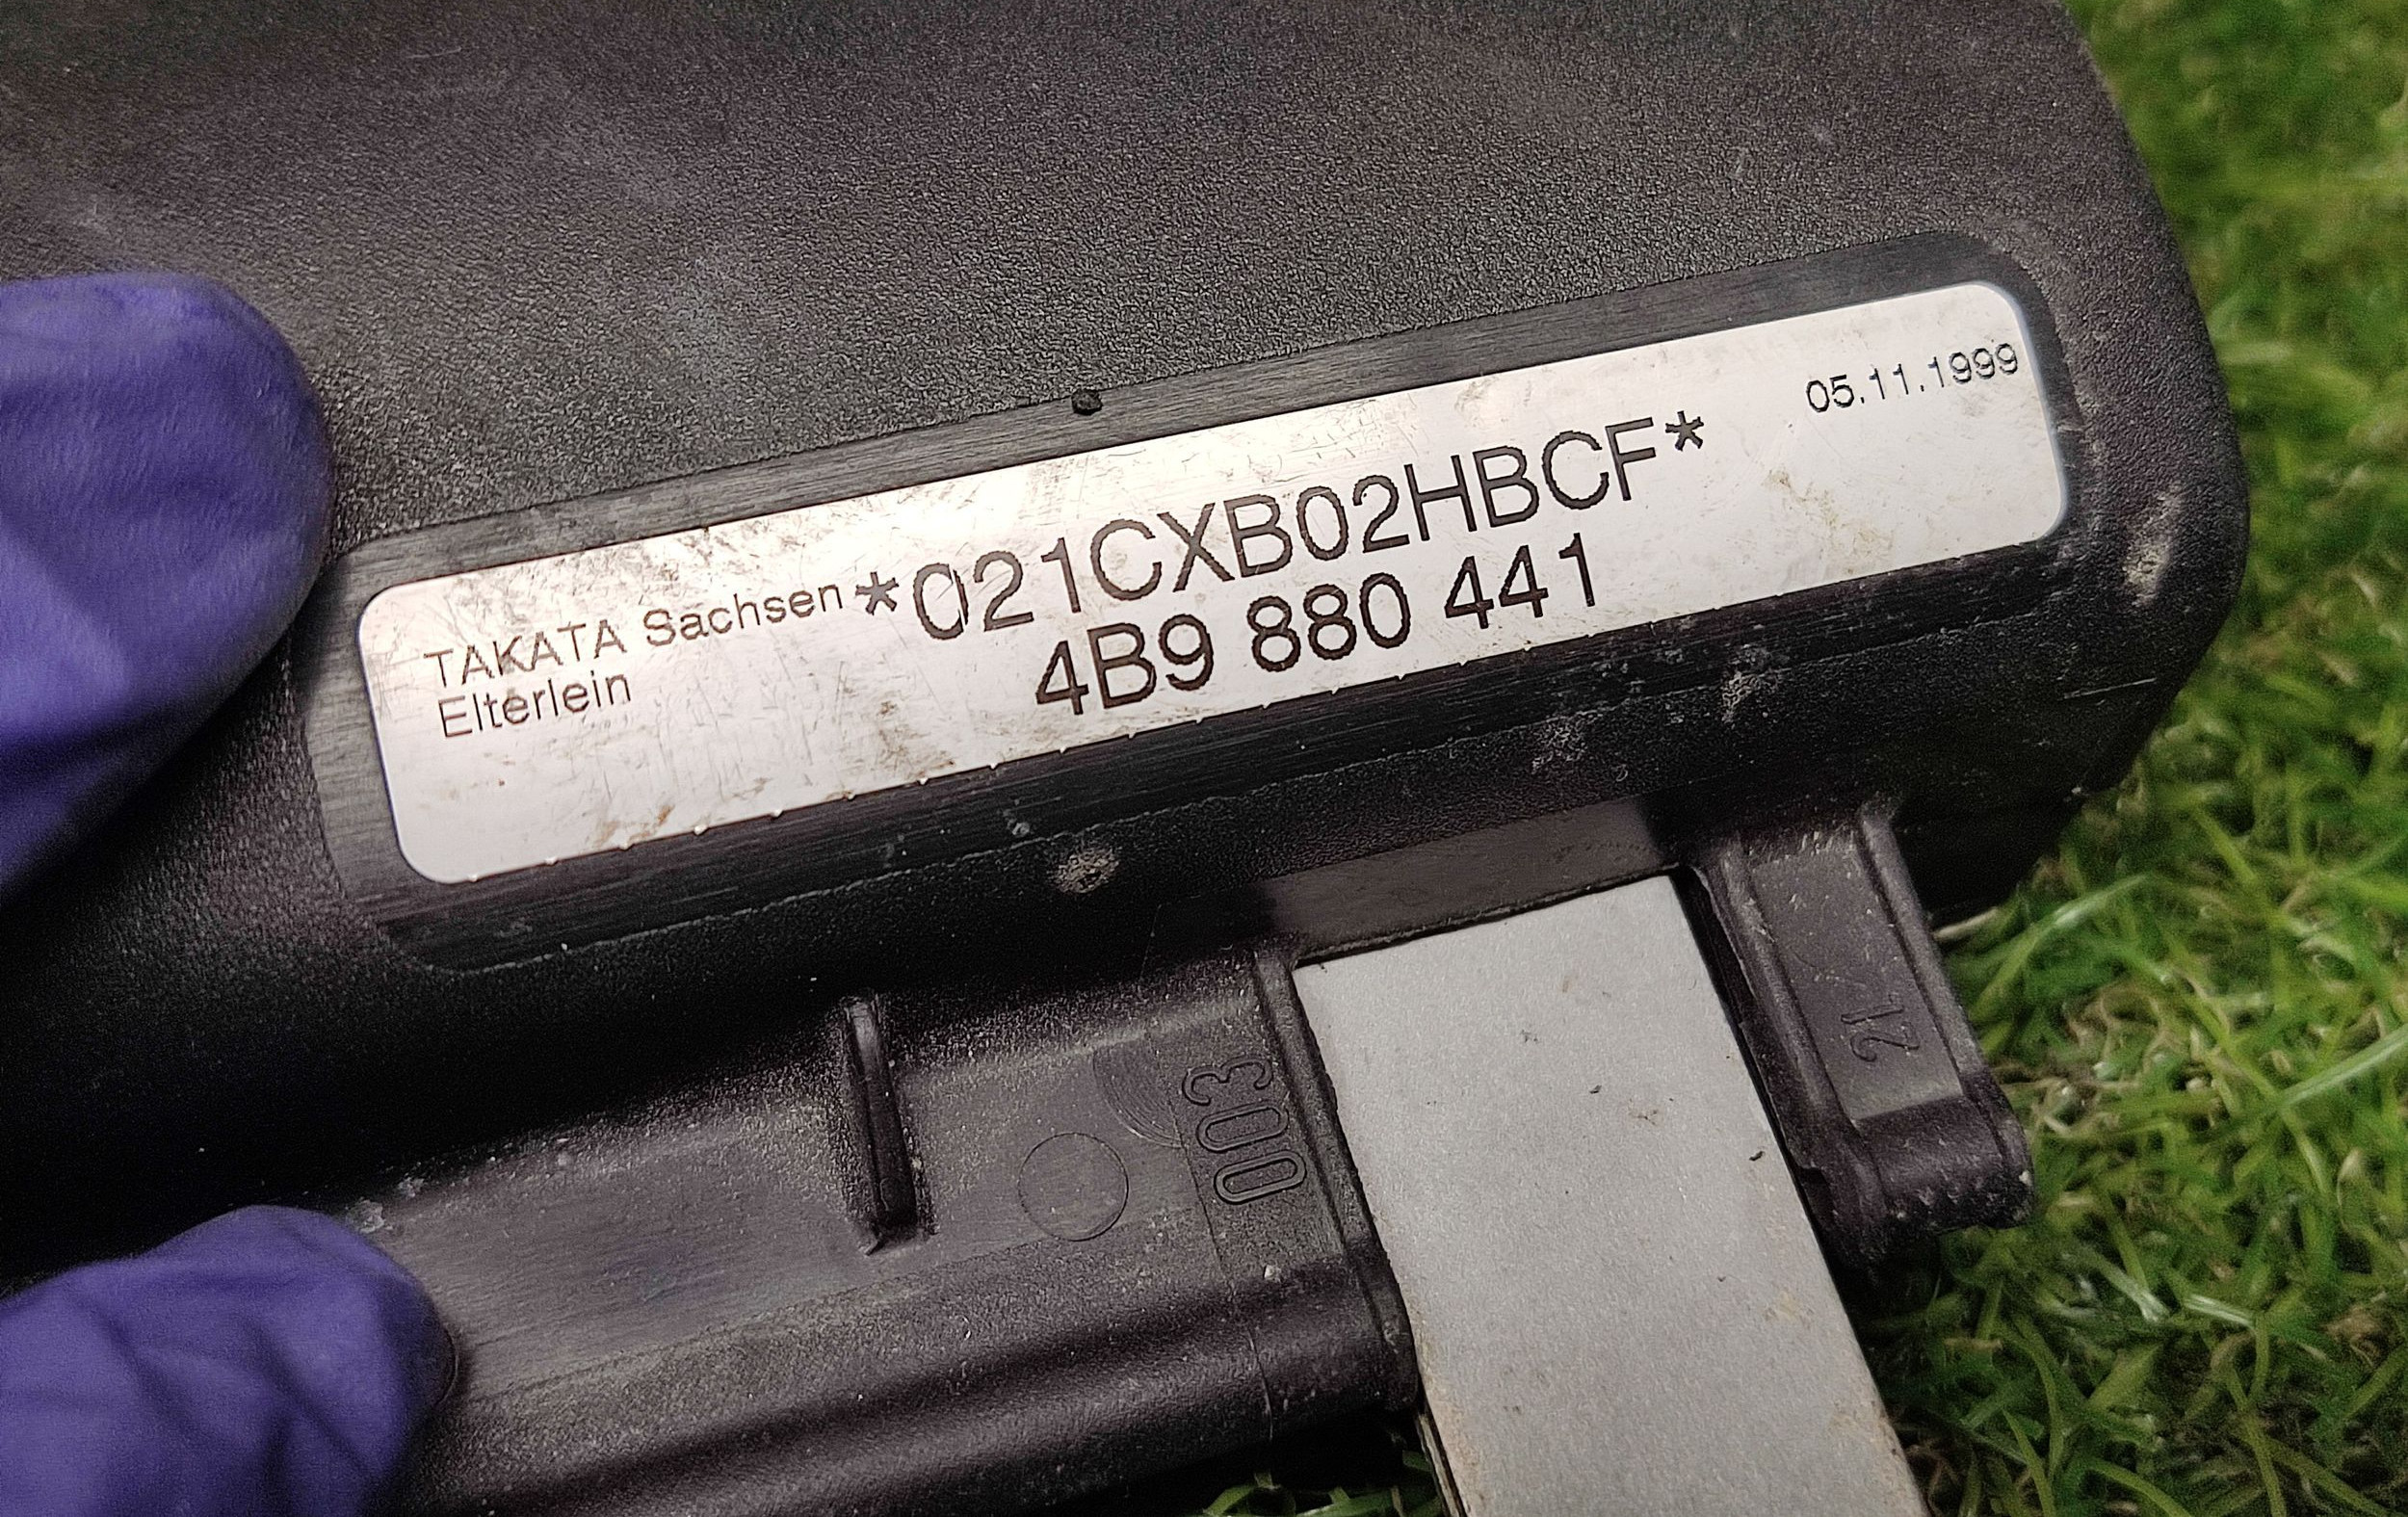 05.11.1999
TAKATA Sachsen *021CXB02HBCF*
Elterlein 4B9 880 441
003
21